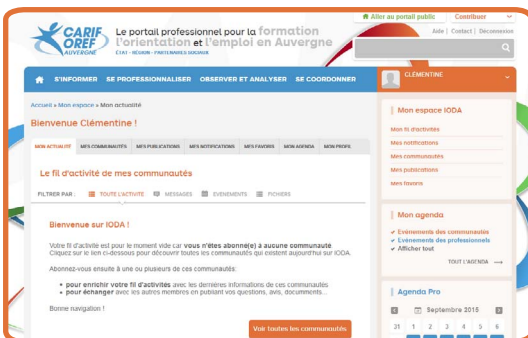 Aller au portail public
Contribuer
CARIF
OREF
AUVERGNE
Le portail professionnel pour la formation
l'orientation et l'emploi en Auvergne
ÉTAT - RÉGION - PARTENAIRES SOCIAUX
Aide | Contact | Déconnexion
S'INFORMER SE PROFESSIONNALISER OBSERVER ET ANALYSER SE COORDONNER
CLÉMENTINE
Accueil » Mon espace » Mon actualité
Bienvenue Clémentine !
MON ACTUALITÉ MES COMMUNAUTÉS MES PUBLICATIONS MES NOTIFICATIONS MES FAVORIS MON AGENDA MON PROFIL
Le fil d'activité de mes communautés
FILTRER PAR : TOUTE L'ACTIVITE MESSAGES EVENEMENTS FICHIERS
Bienvenue sur IODA !
Votre fil d'activité est pour le moment vide car vous n'êtes abonné(e) à aucune communauté.
Cliquez sur le lien ci-dessous pour découvrir toutes les communautés qui existent aujourd'hui sur IODA.
Abonnez-vous ensuite à une ou plusieurs de ces communautés:
• pour enrichir votre fil d'activités avec les dernières informations de ces communautés
• pour échanger avec les autres membres en publiant vos questions, avis, documents...
Bonne navigation !
Voir toutes les communautés
Mon espace IODA
Mon fil d'activités
Mes notifications
Mes communautés
Mes publications
Mes favoris
Mon agenda
Evènements des communautés
Evènements des professionnels
Afficher tout
TOUT L'AGENDA
Agenda Pro
Septembre 2015
31 1 2 3 4 5 6